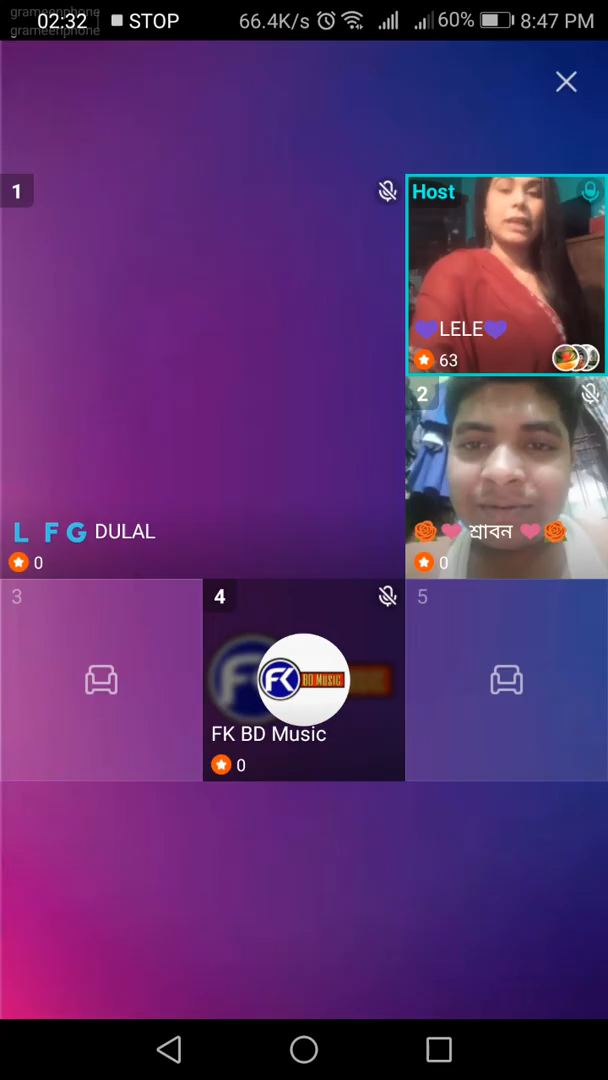 grameenphone
grameenphone
02:32 STOP 66.4K/s 60% 8:47 PM
1
Host
💜LELE💜
63
2
🌹❤ শ্রাবন ❤🌹
0
L F G DULAL
0
3
4
5
FK BD MUSIC
FK BD Music
0